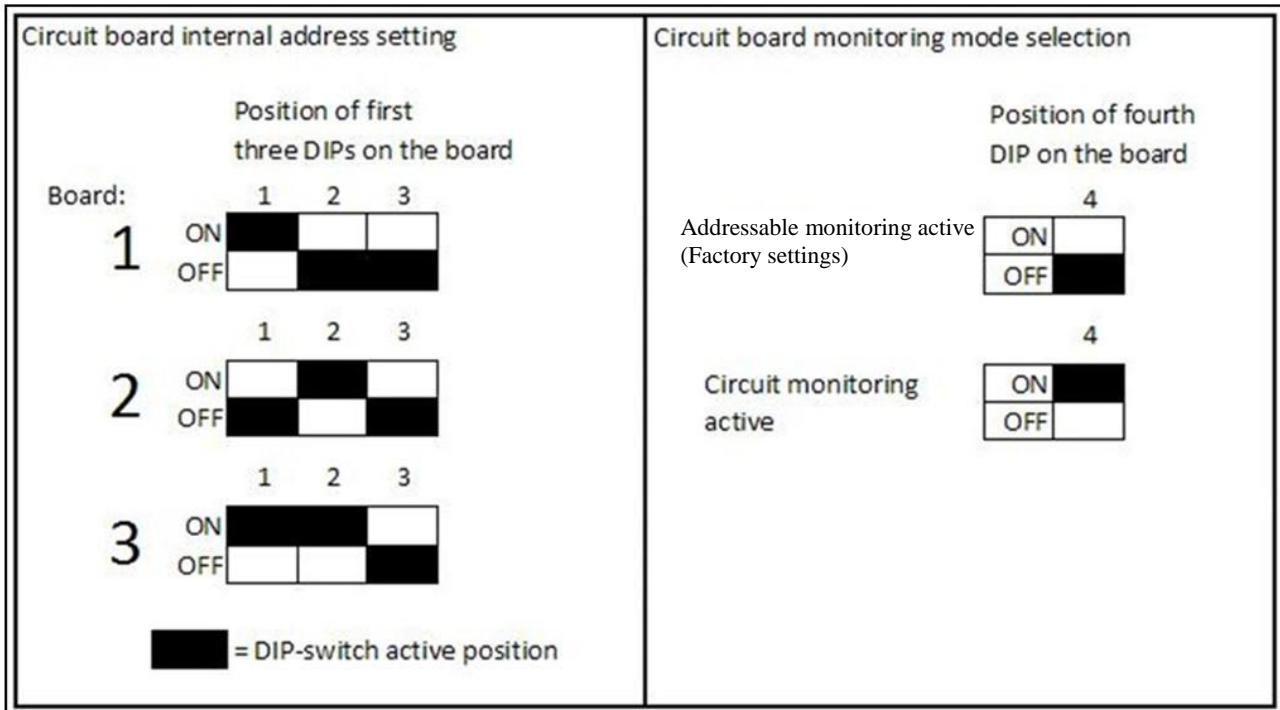 Circuit board internal address setting
Position of first
three DIPs on the board
Board:
1 2 3
1
ON
OFF
1 2 3
2
ON
OFF
1 2 3
3
ON
OFF
= DIP-switch active position
Circuit board monitoring mode selection
Position of fourth
DIP on the board
4
Addressable monitoring active
(Factory settings)
ON
OFF
4
Circuit monitoring
active
ON
OFF